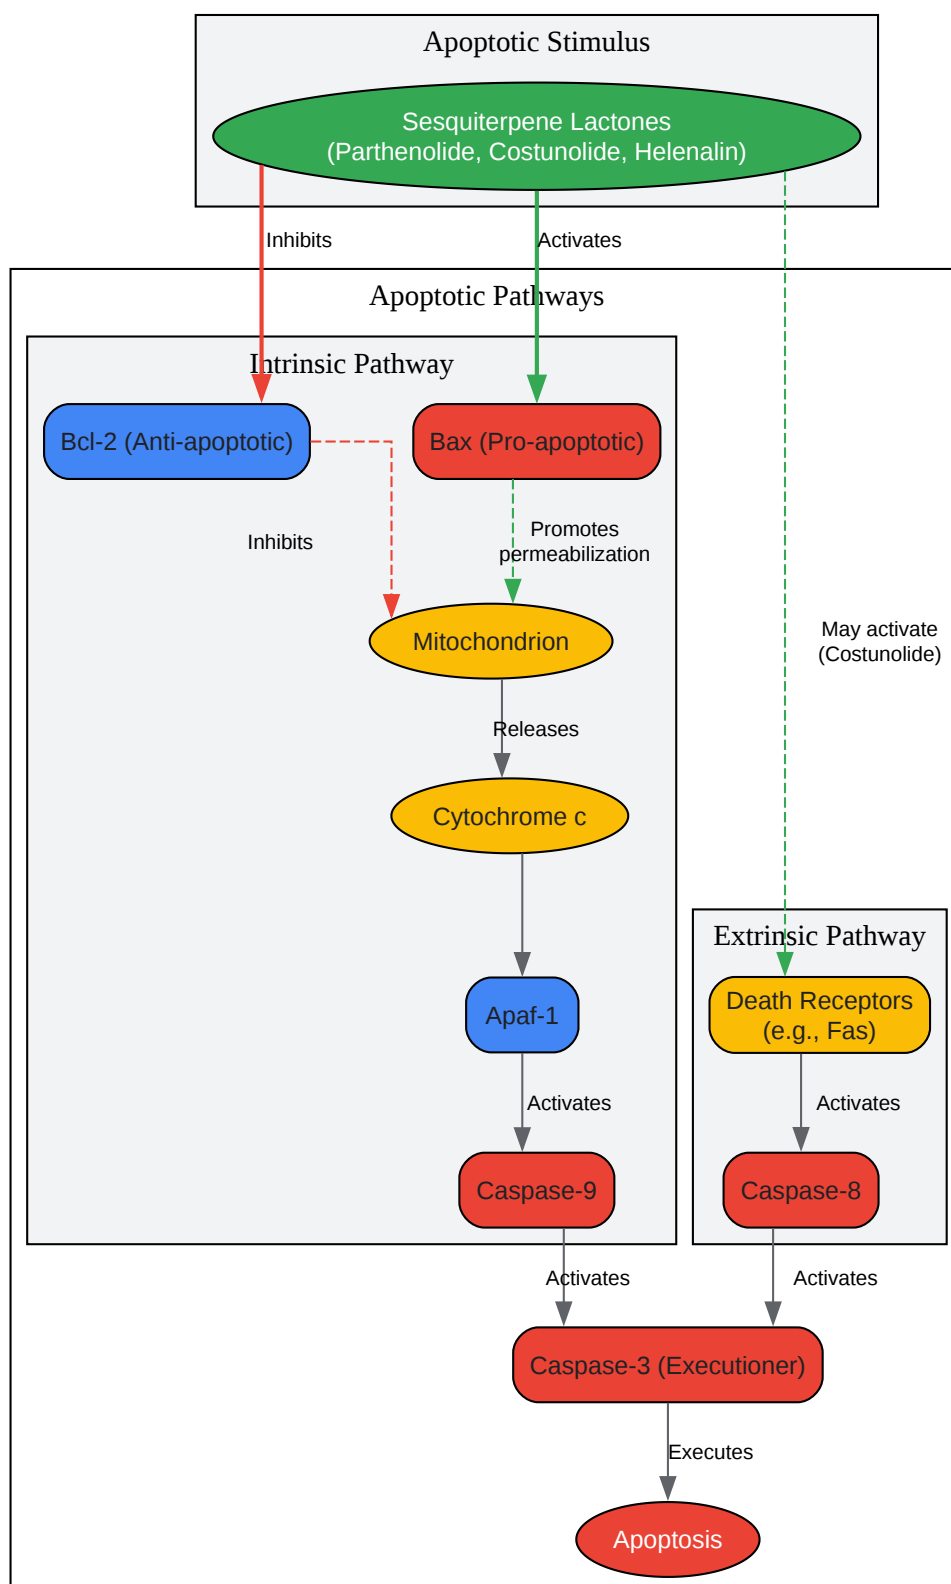 Apoptotic Stimulus
Sesquiterpene Lactones
(Parthenolide, Costunolide, Helenalin)
Inhibits
Activates
Apoptotic Pathways
Intrinsic Pathway
Bcl-2 (Anti-apoptotic)
Bax (Pro-apoptotic)
Inhibits
Promotes
permeabilization
Mitochondrion
May activate
(Costunolide)
Releases
Cytochrome c
Extrinsic Pathway
Apaf-1
Death Receptors
(e.g., Fas)
Activates
Activates
Caspase-9
Caspase-8
Activates
Activates
Caspase-3 (Executioner)
Executes
Apoptosis